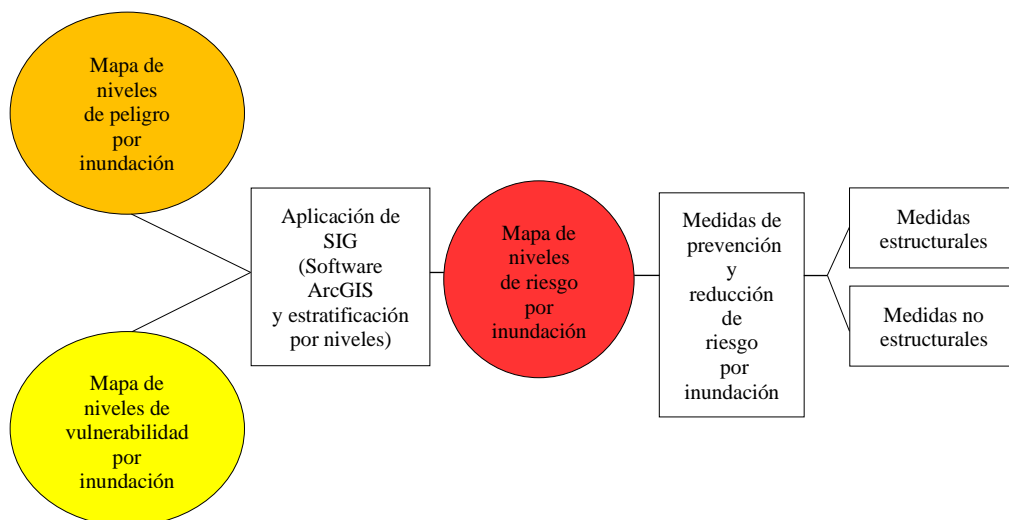 Mapa de
niveles
de peligro
por
inundación
Mapa de
niveles de
vulnerabilidad
por
inundación
Aplicación de
SIG
(Software
ArcGIS
y estratificación
por niveles)
Mapa de
niveles
de riesgo
por
inundación
Medidas de
prevención
y
reducción
de
riesgo
por
inundación
Medidas
estructurales
Medidas no
estructurales